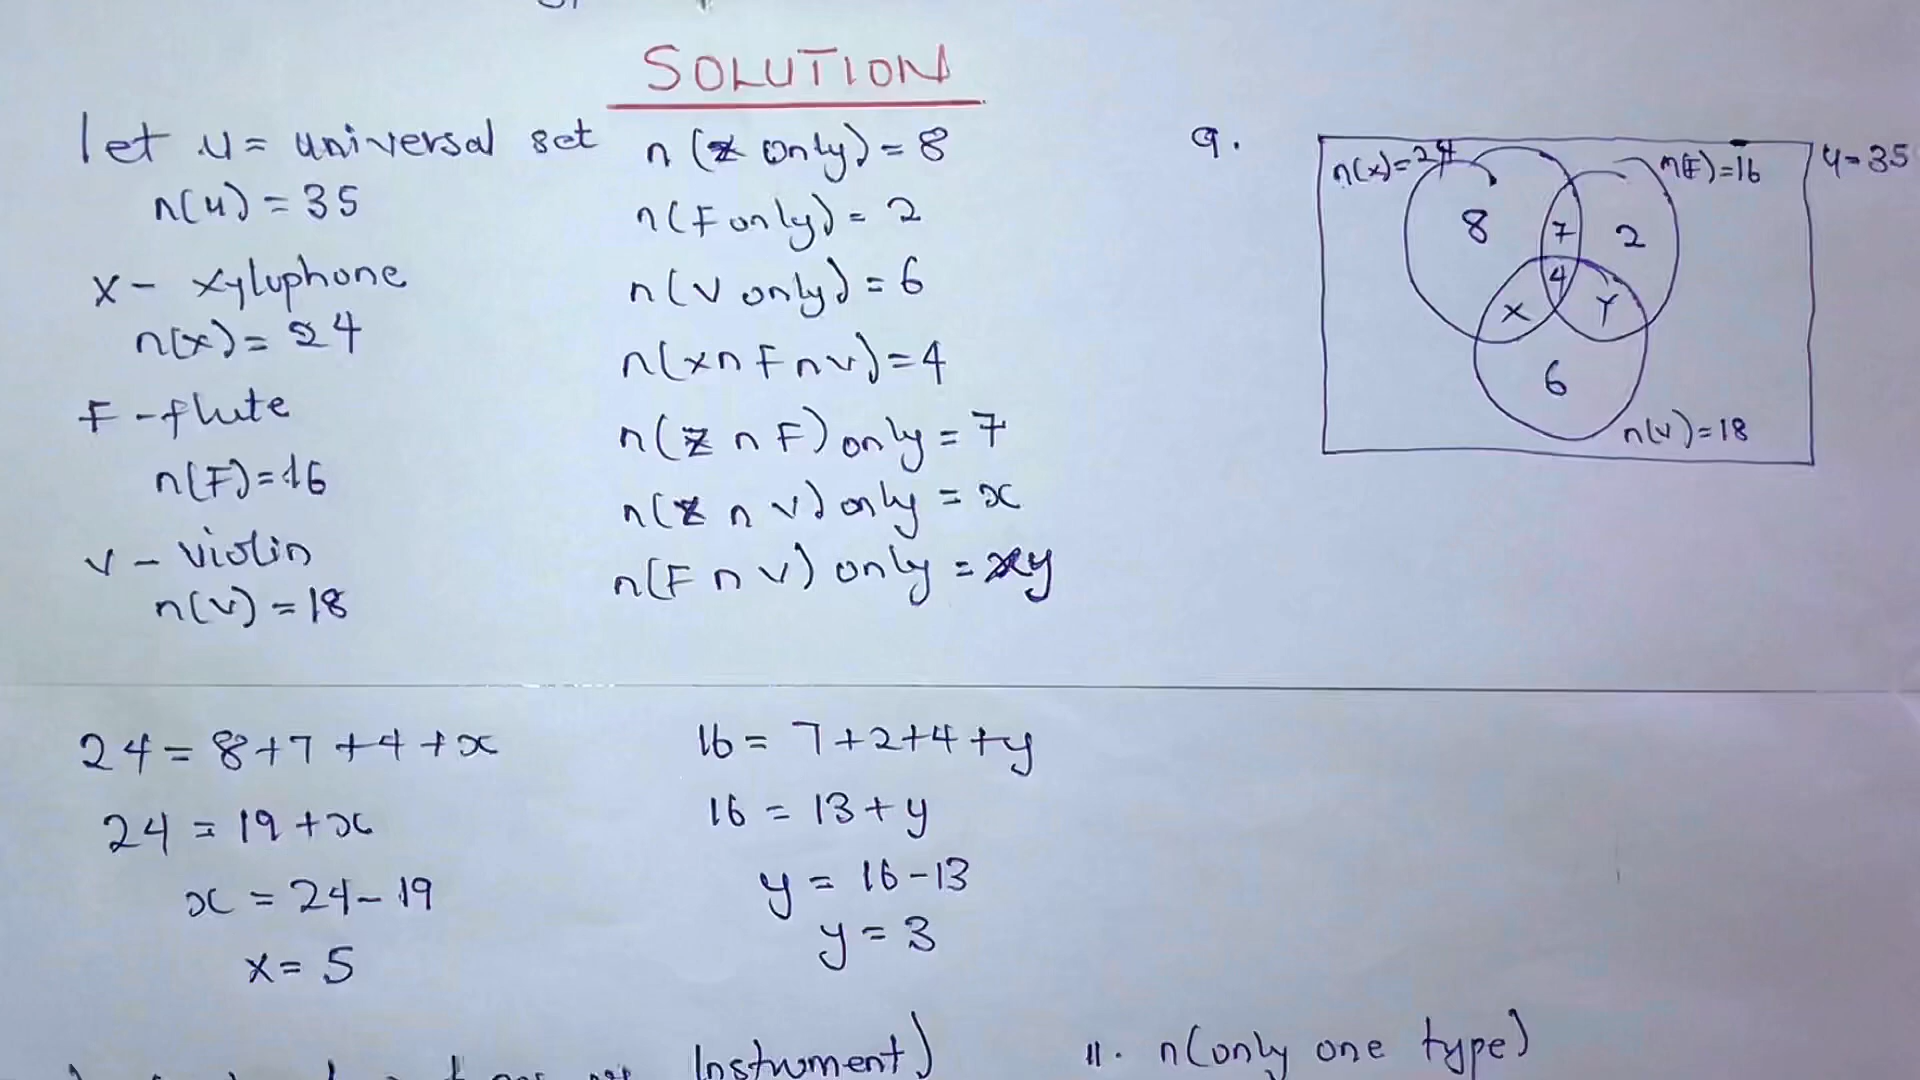 SOLUTION
let u = universal set
n(u) = 35
x - xylophone
n(x) = 24
F - flute
n(F) = 16
v - violin
n(v) = 18
n(z only) = 8
n(F only) = 2
n(v only) = 6
n(x n F n v) = 4
n(z n F) only = 7
n(z n v) only = x
n(F n v) only = y
9.
n(x)=24
n(F)=16
u=35
8
7
2
4
x
y
6
n(v)=18
24 = 8+7+4+x
24 = 19+x
x = 24-19
x = 5
16 = 7+2+4+y
16 = 13+y
y = 16-13
y = 3
Instrument)
11. n(only one type)